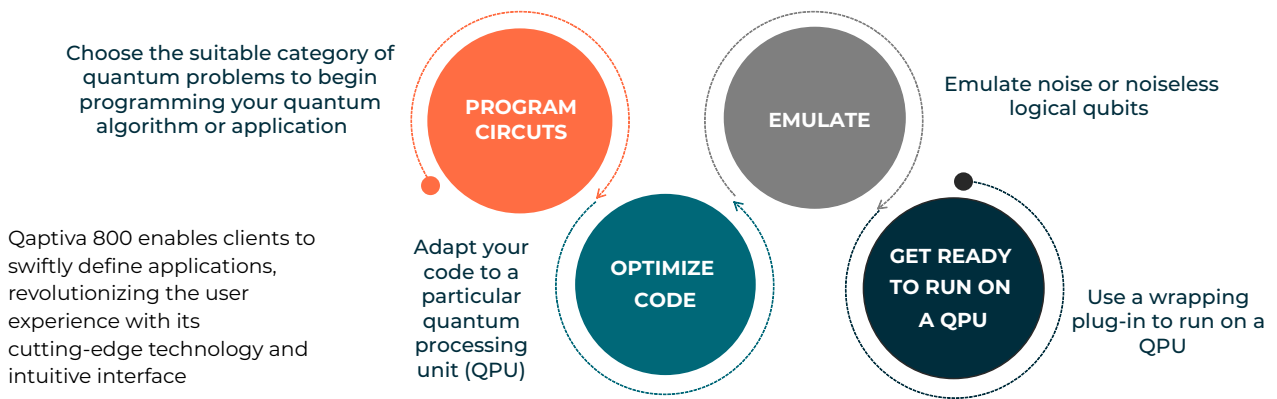 Choose the suitable category of
quantum problems to begin
programming your quantum
algorithm or application
PROGRAM
CIRCUTS
EMULATE
Emulate noise or noiseless
logical qubits
Qaptiva 800 enables clients to
swiftly define applications,
revolutionizing the user
experience with its
cutting-edge technology and
intuitive interface
Adapt your
code to a
particular
quantum
processing
unit (QPU)
OPTIMIZE
CODE
GET READY
TO RUN ON
A QPU
Use a wrapping
plug-in to run on a
QPU